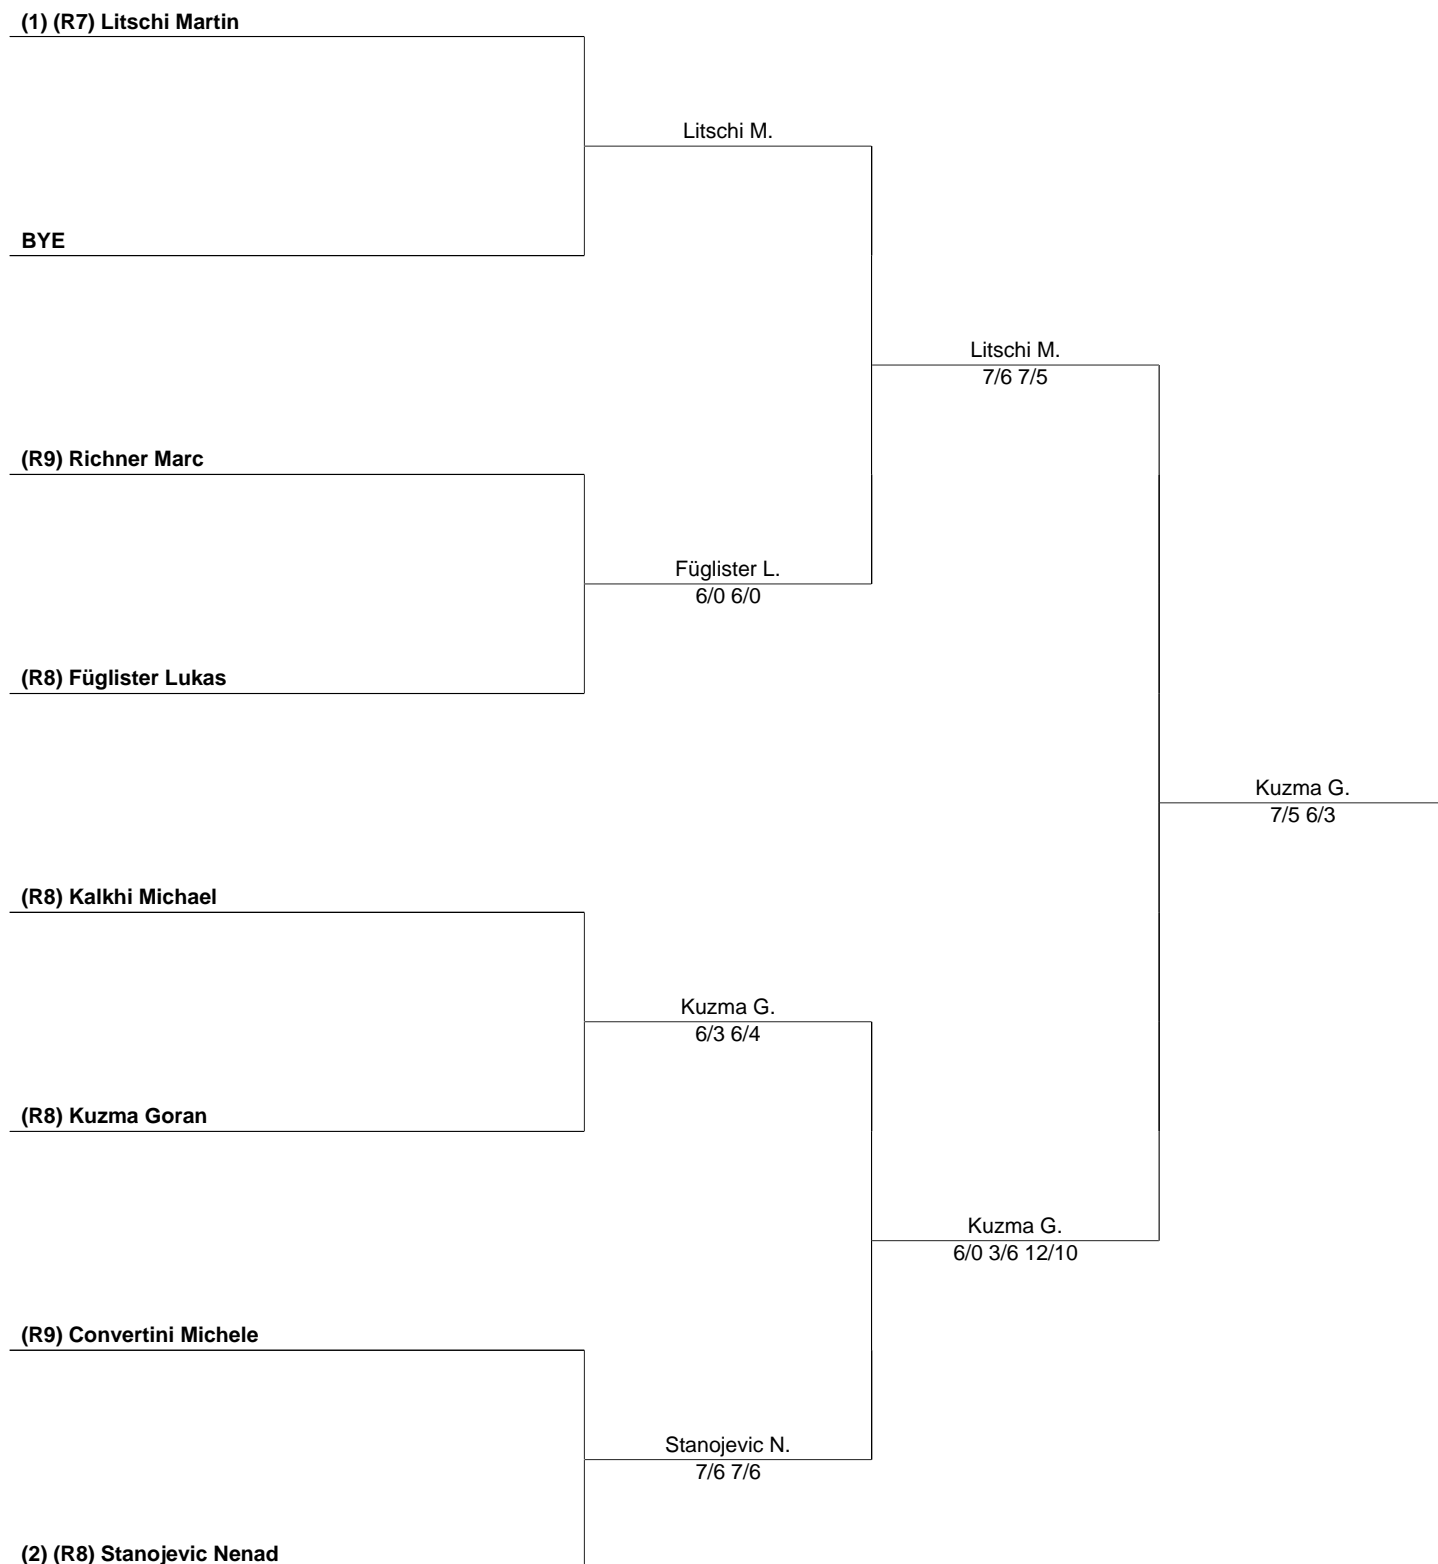 (1) (R7) Litschi Martin
Litschi M.
BYE
Litschi M.
7/6 7/5
(R9) Richner Marc
Füglister L.
6/0 6/0
(R8) Füglister Lukas
Kuzma G.
7/5 6/3
(R8) Kalkhi Michael
Kuzma G.
6/3 6/4
(R8) Kuzma Goran
Kuzma G.
6/0 3/6 12/10
(R9) Convertini Michele
Stanojevic N.
7/6 7/6
(2) (R8) Stanojevic Nenad